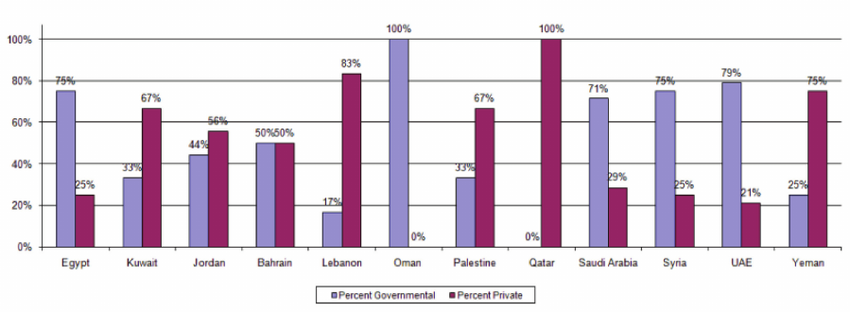 100%
80%
60%
40%
20%
0%
75%
25%
33%
67%
44%
56%
50%
50%
17%
83%
100%
0%
33%
67%
0%
100%
71%
29%
75%
25%
79%
21%
25%
75%
Egypt
Kuwait
Jordan
Bahrain
Lebanon
Oman
Palestine
Qatar
Saudi Arabia
Syria
UAE
Yeman
Percent Governmental
Percent Private